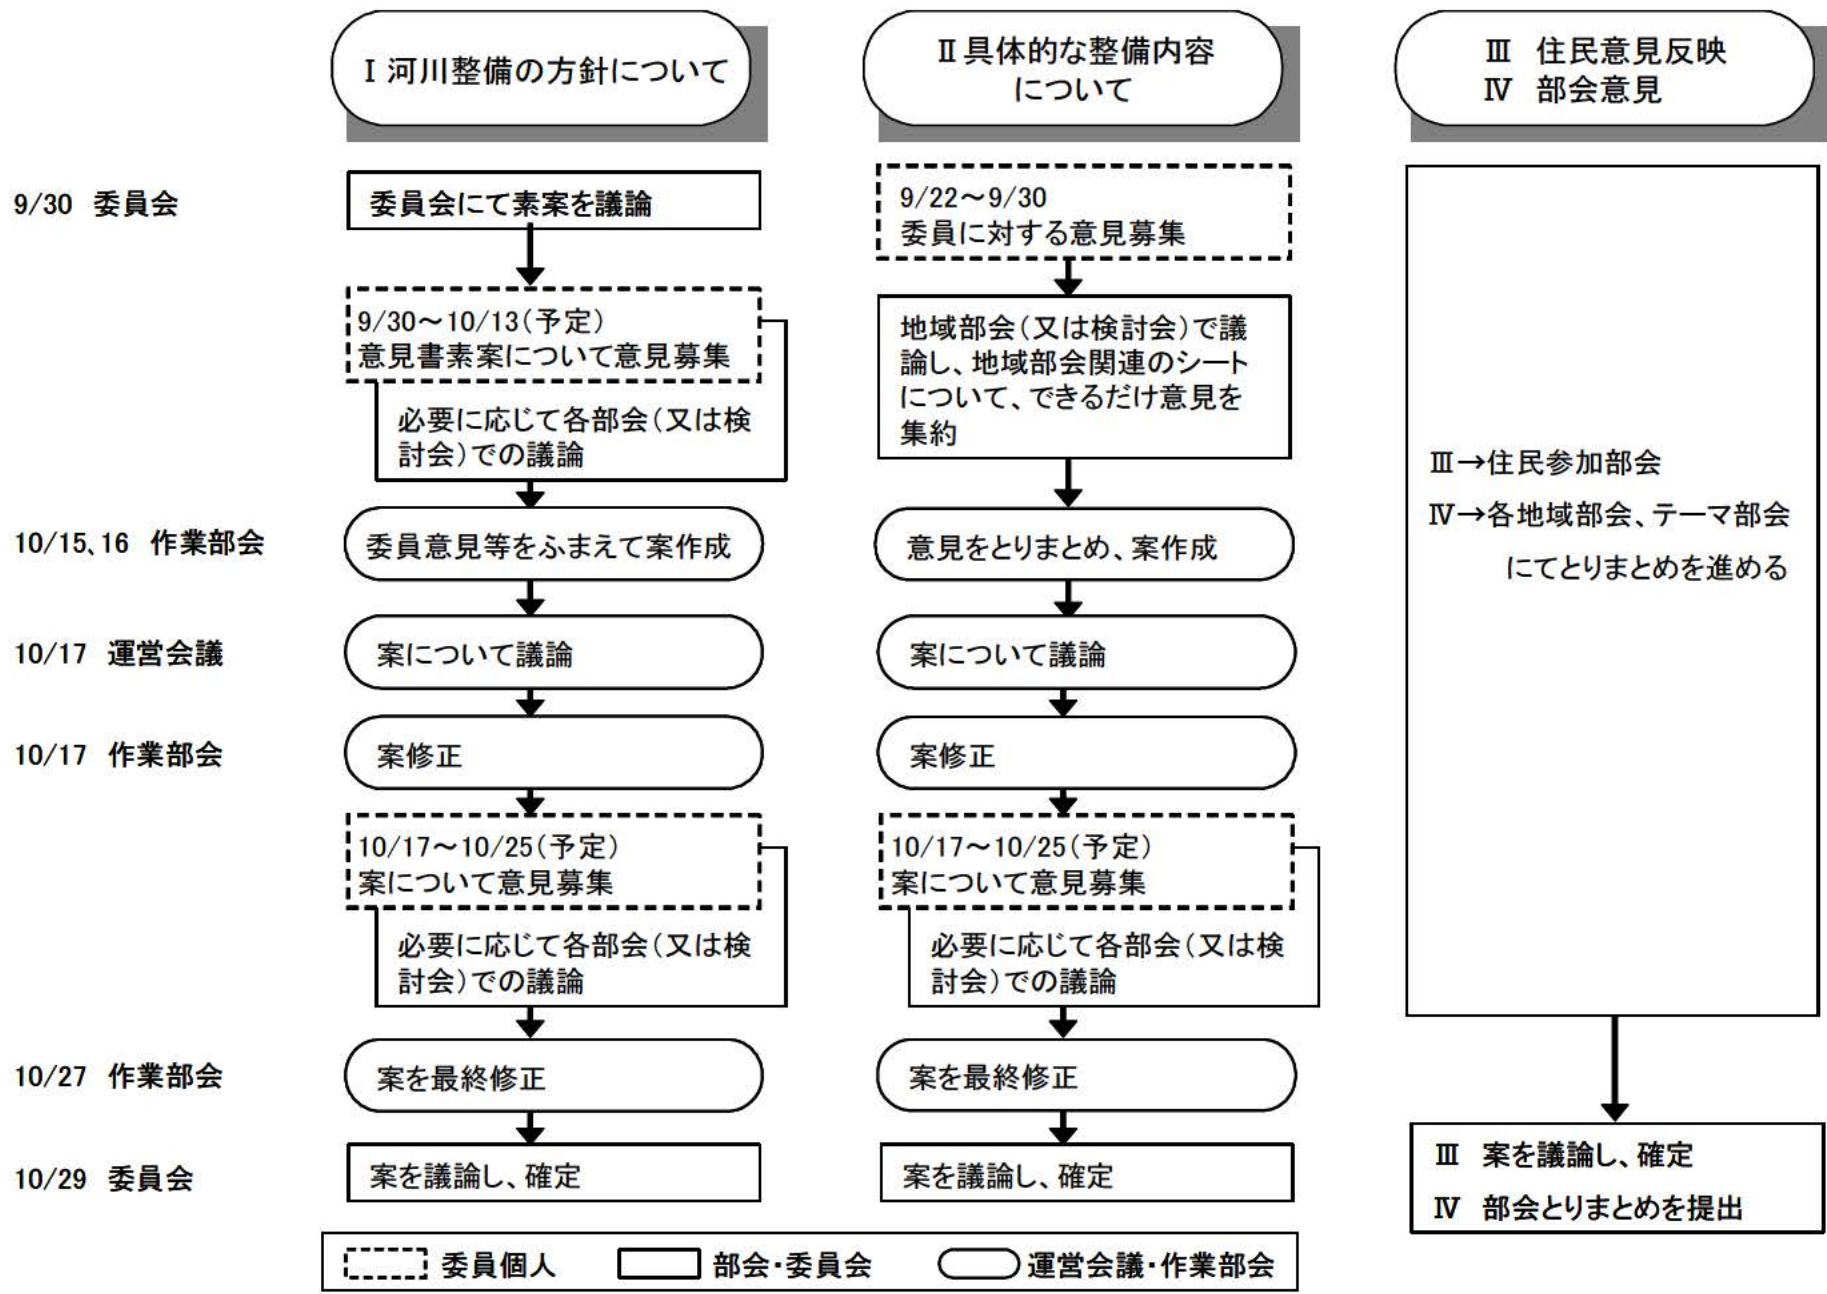 Ⅰ河川整備の方針について
Ⅱ具体的な整備内容
について
Ⅲ 住民意見反映
Ⅳ 部会意見
9/30 委員会
委員会にて素案を議論
9/22～9/30
委員に対する意見募集
9/30～10/13(予定)
意見書素案について意見募集
必要に応じて各部会(又は検
討会)での議論
地域部会(又は検討会)で議
論し、地域部会関連のシート
について、できるだけ意見を
集約
Ⅲ→住民参加部会
Ⅳ→各地域部会、テーマ部会
にてとりまとめを進める
10/15、16 作業部会
委員意見等をふまえて案作成
意見をとりまとめ、案作成
10/17 運営会議
案について議論
案について議論
10/17 作業部会
案修正
案修正
10/17～10/25(予定)
案について意見募集
必要に応じて各部会(又は検
討会)での議論
10/17～10/25(予定)
案について意見募集
必要に応じて各部会(又は検
討会)での議論
10/27 作業部会
案を最終修正
案を最終修正
10/29 委員会
案を議論し、確定
案を議論し、確定
Ⅲ 案を議論し、確定
Ⅳ 部会とりまとめを提出
委員個人
部会・委員会
運営会議・作業部会